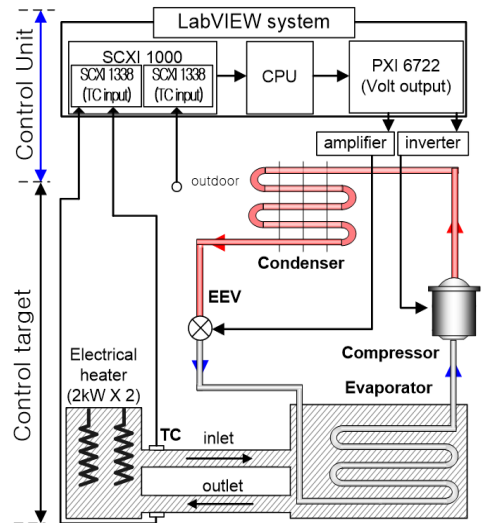 LabVIEW system
SCXI 1000
SCXI 1338
(TC input)
SCXI 1338
(TC input)
CPU
PXI 6722
(Volt output)
amplifier
inverter
Control Unit
outdoor
Condenser
EEV
Compressor
Evaporator
Control target
Electrical
heater
(2kW X 2)
TC
inlet
outlet